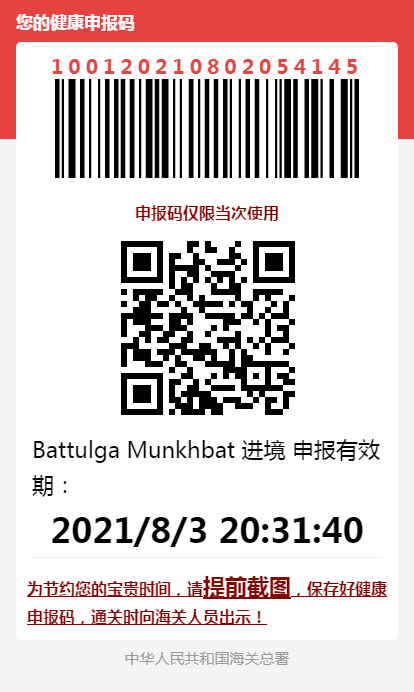 您的健康申报码
100120210802054145
申报码仅限当次使用
Battulga Munkhbat 进境 申报有效
期：
2021/8/3 20:31:40
为节约您的宝贵时间，请提前截图，保存好健康
申报码，通关时向海关人员出示！
中华人民共和国海关总署